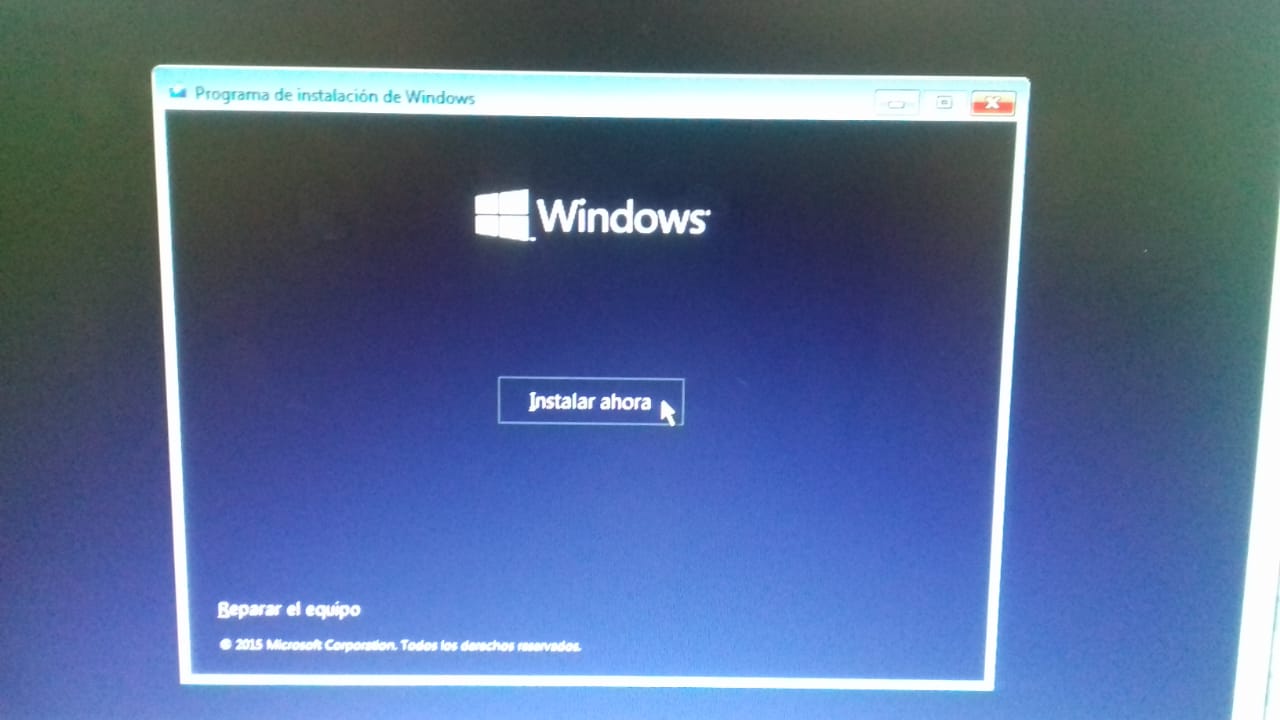 Programa de instalación de Windows
Windows
Instalar ahora
Reparar el equipo
© 2015 Microsoft Corporation. Todos los derechos reservados.